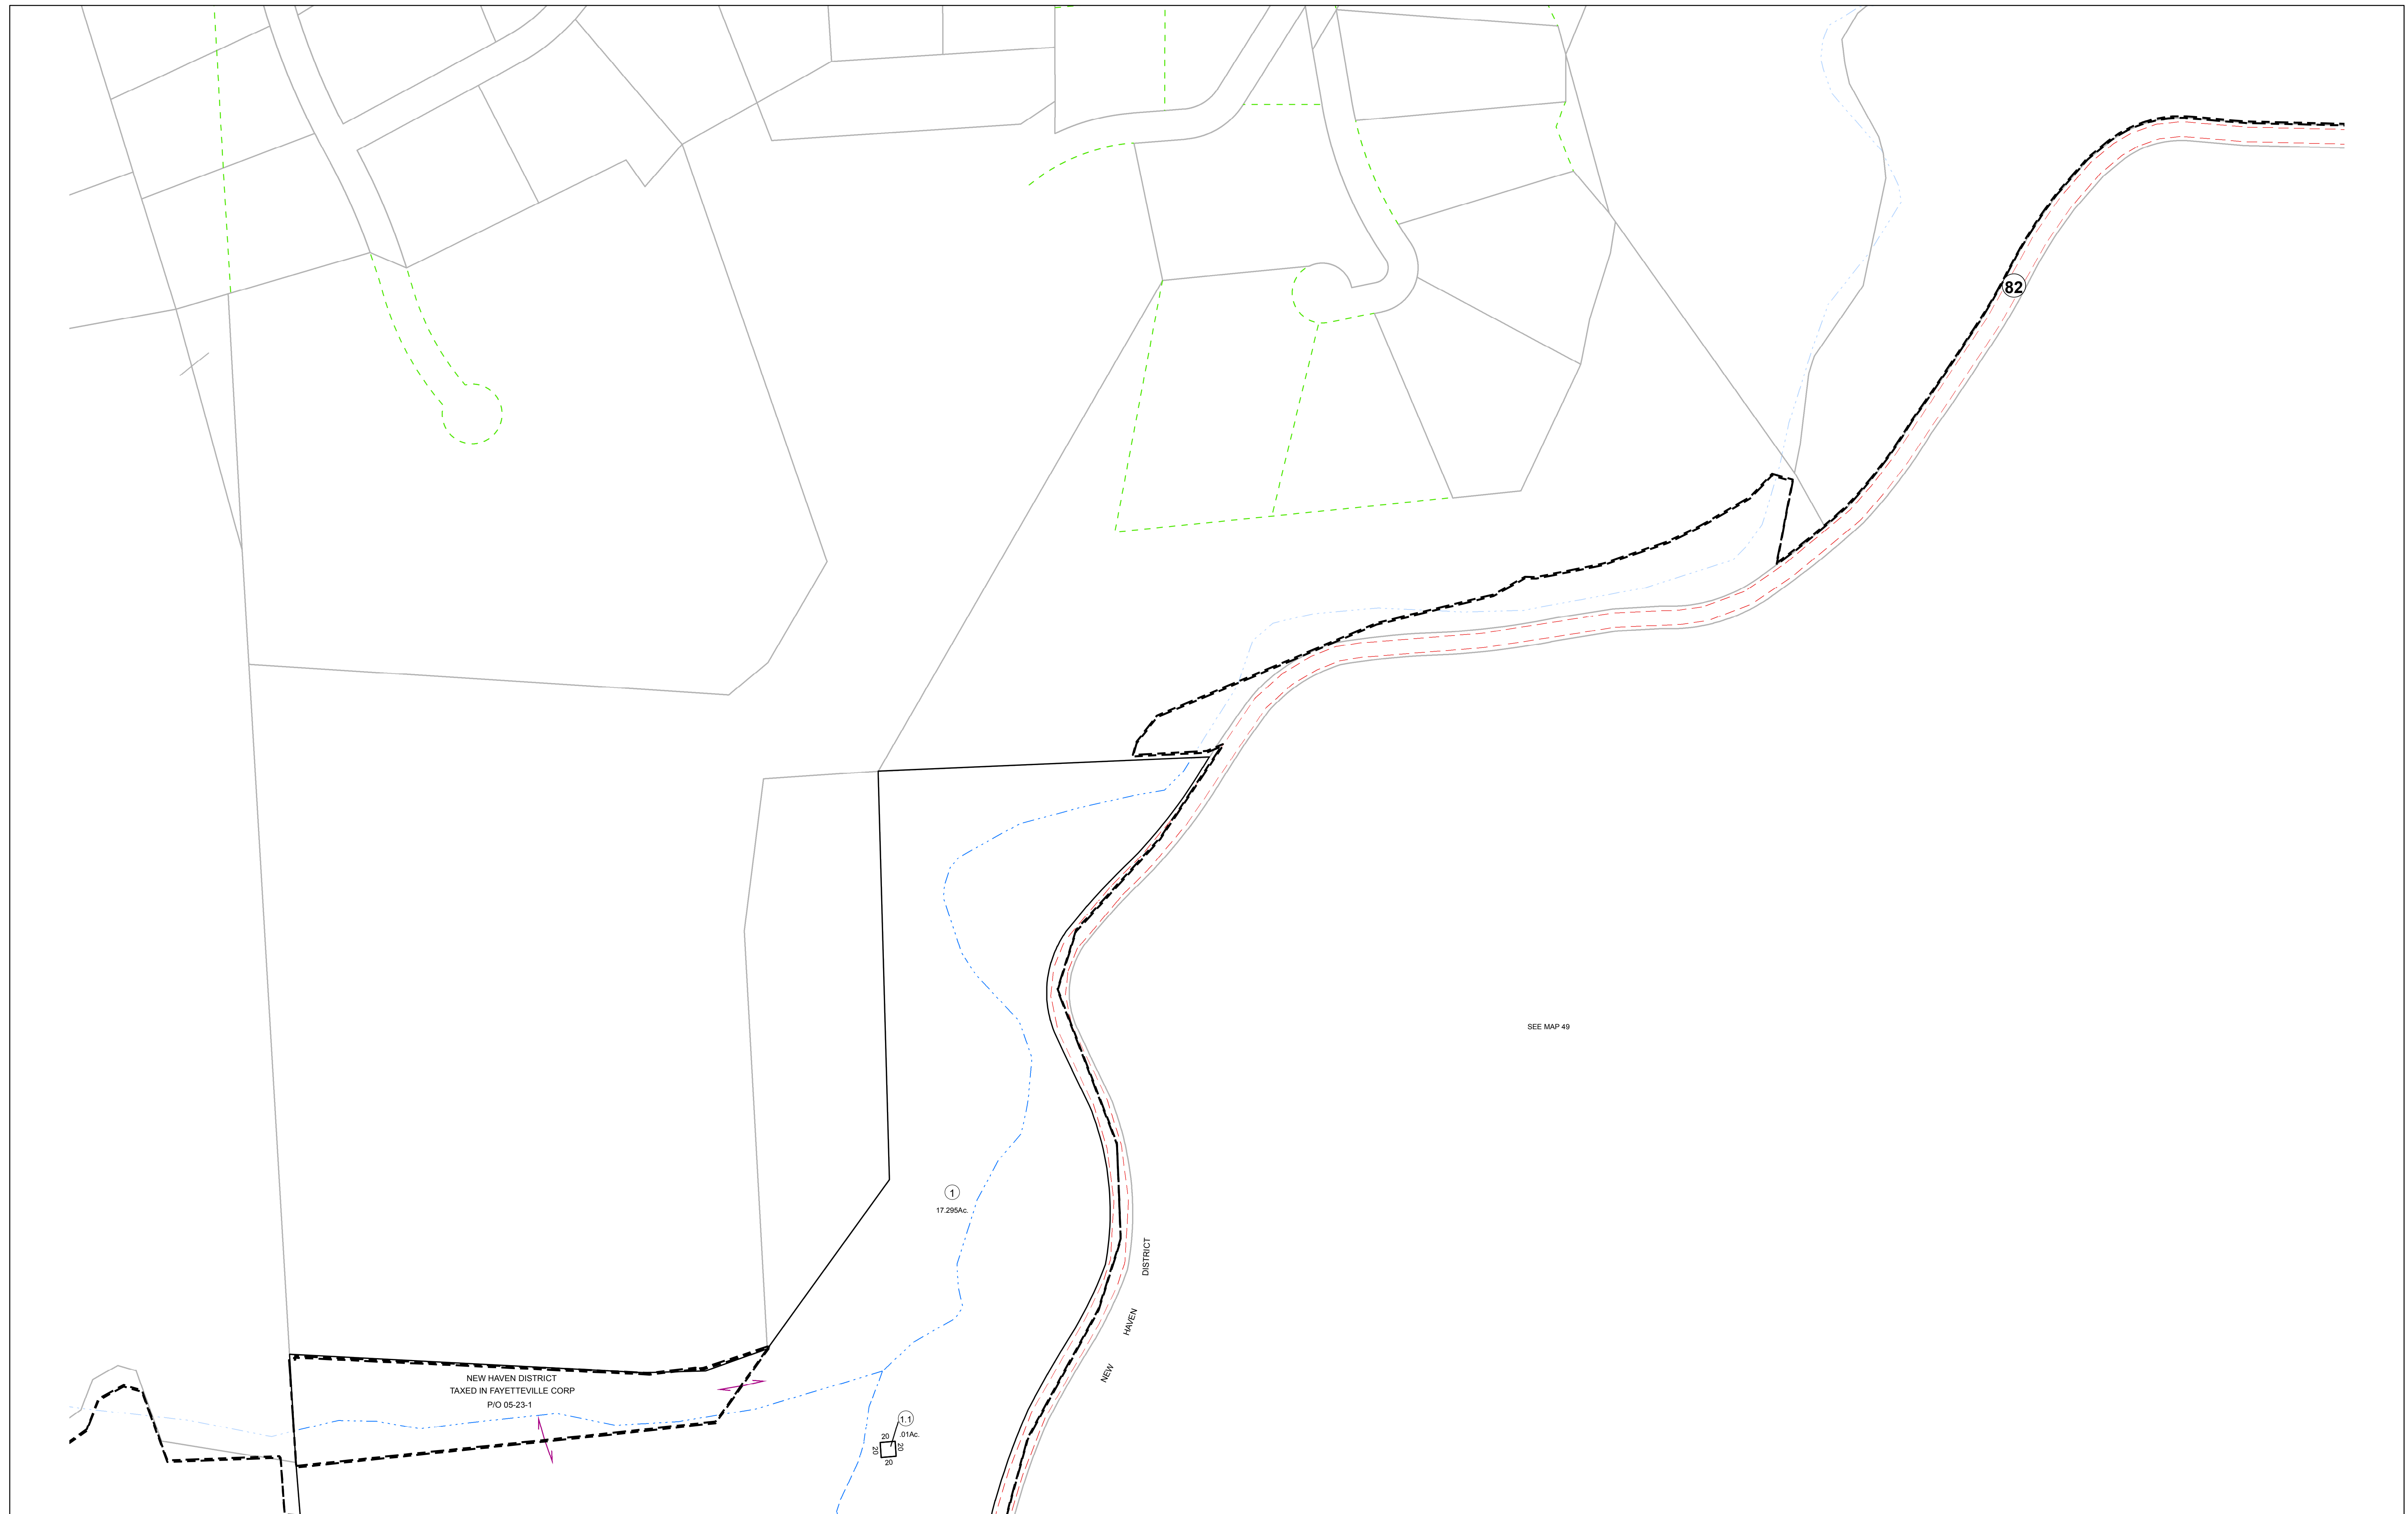 82
SEE MAP 49
1
17.295Ac.
DISTRICT
HAVEN
NEW
NEW HAVEN DISTRICT
TAXED IN FAYETTEVILLE CORP
P/O 05-23-1
1.1
.01Ac.
20
20
20
20